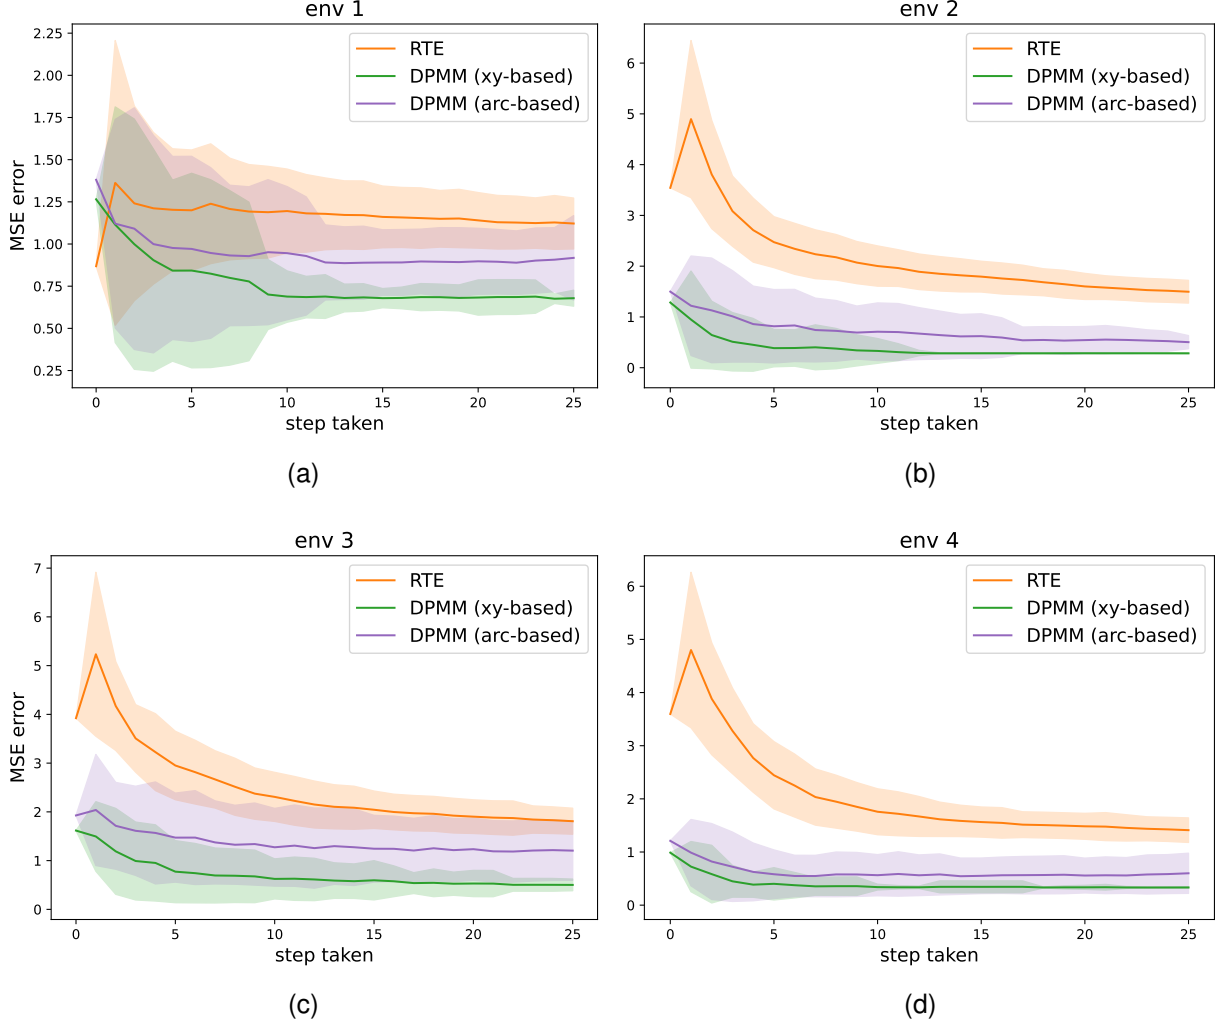 env 1
2.25
2.00
1.75
1.50
1.25
1.00
0.75
0.50
0.25
MSE error
RTE
DPMM (xy-based)
DPMM (arc-based)
0 5 10 15 20 25
step taken
(a)
env 2
6
5
4
3
2
1
0
RTE
DPMM (xy-based)
DPMM (arc-based)
0 5 10 15 20 25
step taken
(b)
env 3
7
6
5
4
3
2
1
0
MSE error
RTE
DPMM (xy-based)
DPMM (arc-based)
0 5 10 15 20 25
step taken
(c)
env 4
6
5
4
3
2
1
0
RTE
DPMM (xy-based)
DPMM (arc-based)
0 5 10 15 20 25
step taken
(d)